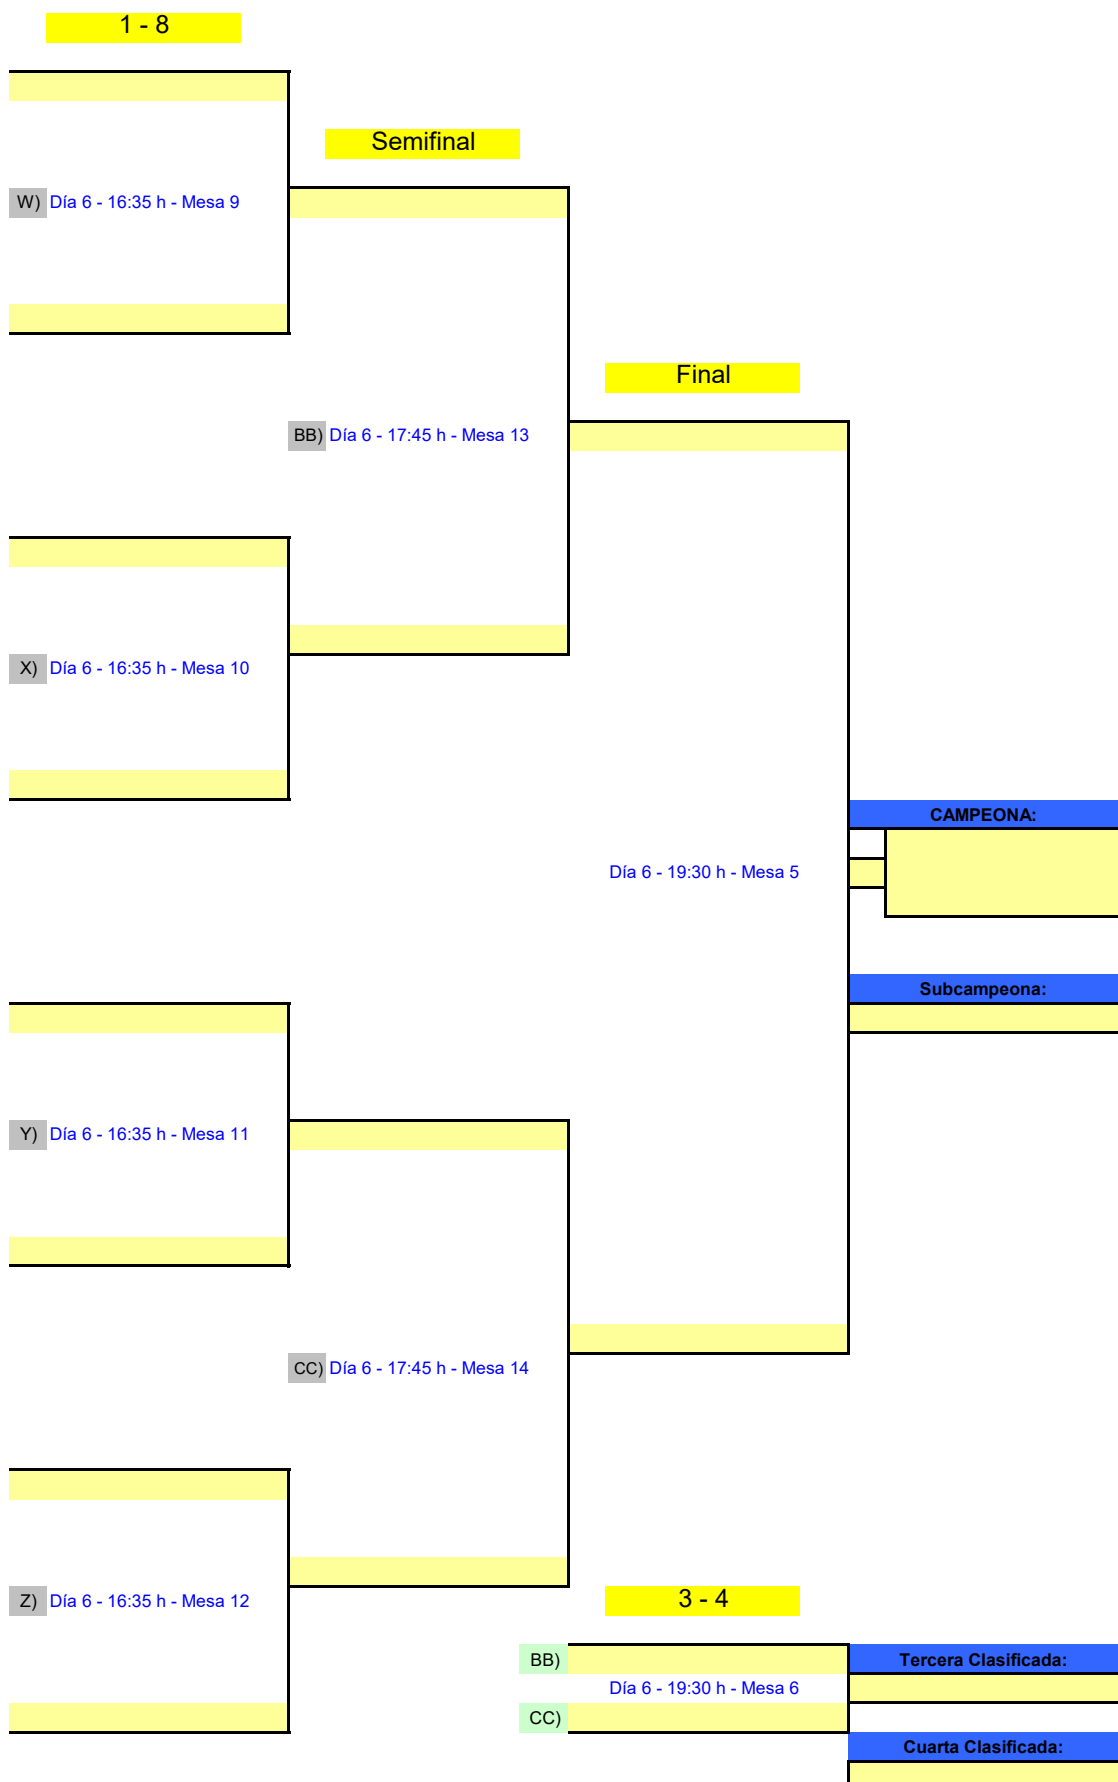 1 - 8
Semifinal
W) Día 6 - 16:35 h - Mesa 9
Final
BB) Día 6 - 17:45 h - Mesa 13
X) Día 6 - 16:35 h - Mesa 10
CAMPEONA:
Día 6 - 19:30 h - Mesa 5
Subcampeona:
Y) Día 6 - 16:35 h - Mesa 11
CC) Día 6 - 17:45 h - Mesa 14
Z) Día 6 - 16:35 h - Mesa 12
3 - 4
BB)
Tercera Clasificada:
Día 6 - 19:30 h - Mesa 6
CC)
Cuarta Clasificada: